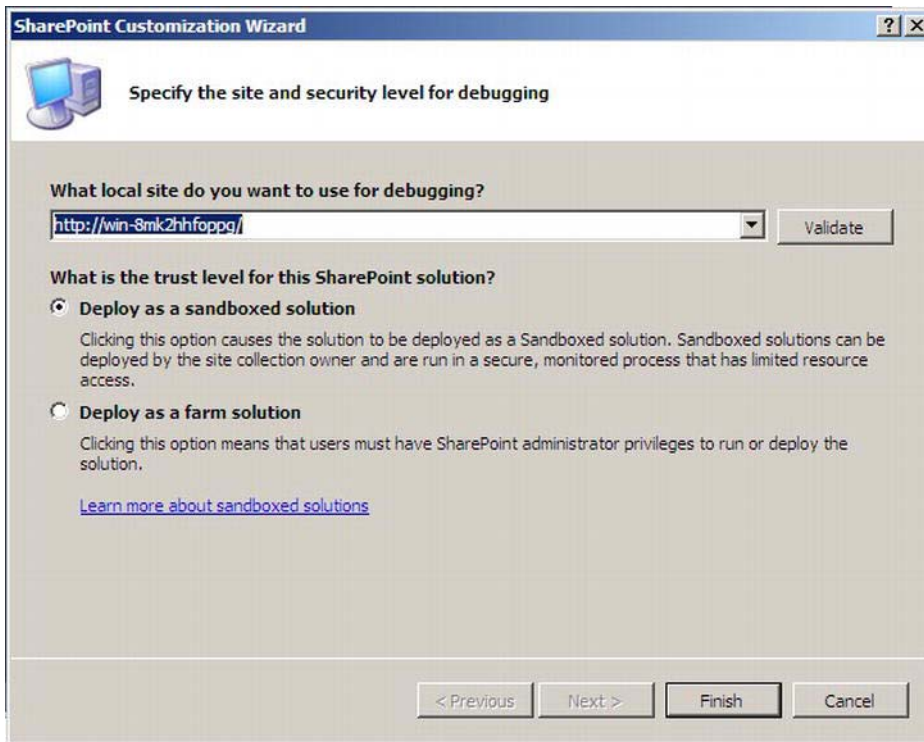 SharePoint Customization Wizard
Specify the site and security level for debugging
What local site do you want to use for debugging?
http://win-8mk2hhfoppg/
Validate
What is the trust level for this SharePoint solution?
Deploy as a sandboxed solution
Clicking this option causes the solution to be deployed as a Sandboxed solution. Sandboxed solutions can be
deployed by the site collection owner and are run in a secure, monitored process that has limited resource
access.
Deploy as a farm solution
Clicking this option means that users must have SharePoint administrator privileges to run or deploy the
solution.
Learn more about sandboxed solutions
< Previous Next > Finish Cancel